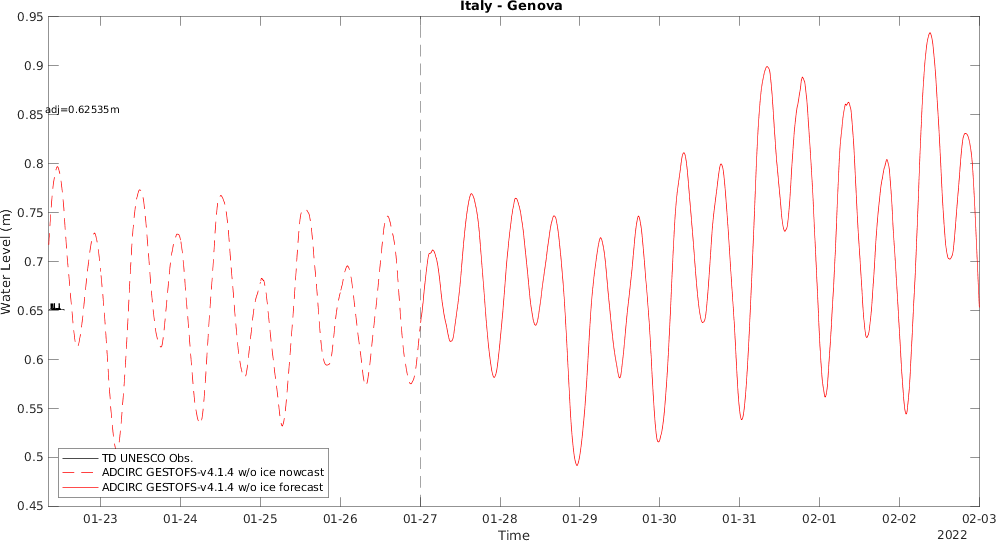 Italy - Genova
0.95
0.9
0.85
0.8
0.75
0.7
0.65
0.6
0.55
0.5
0.45
Water Level (m)
adj=0.62535m
TD UNESCO Obs.
ADCIRC GESTOFS-v4.1.4 w/o ice nowcast
ADCIRC GESTOFS-v4.1.4 w/o ice forecast
01-23 01-24 01-25 01-26 01-27 01-28 01-29 01-30 01-31 02-01 02-02 02-03
Time
2022